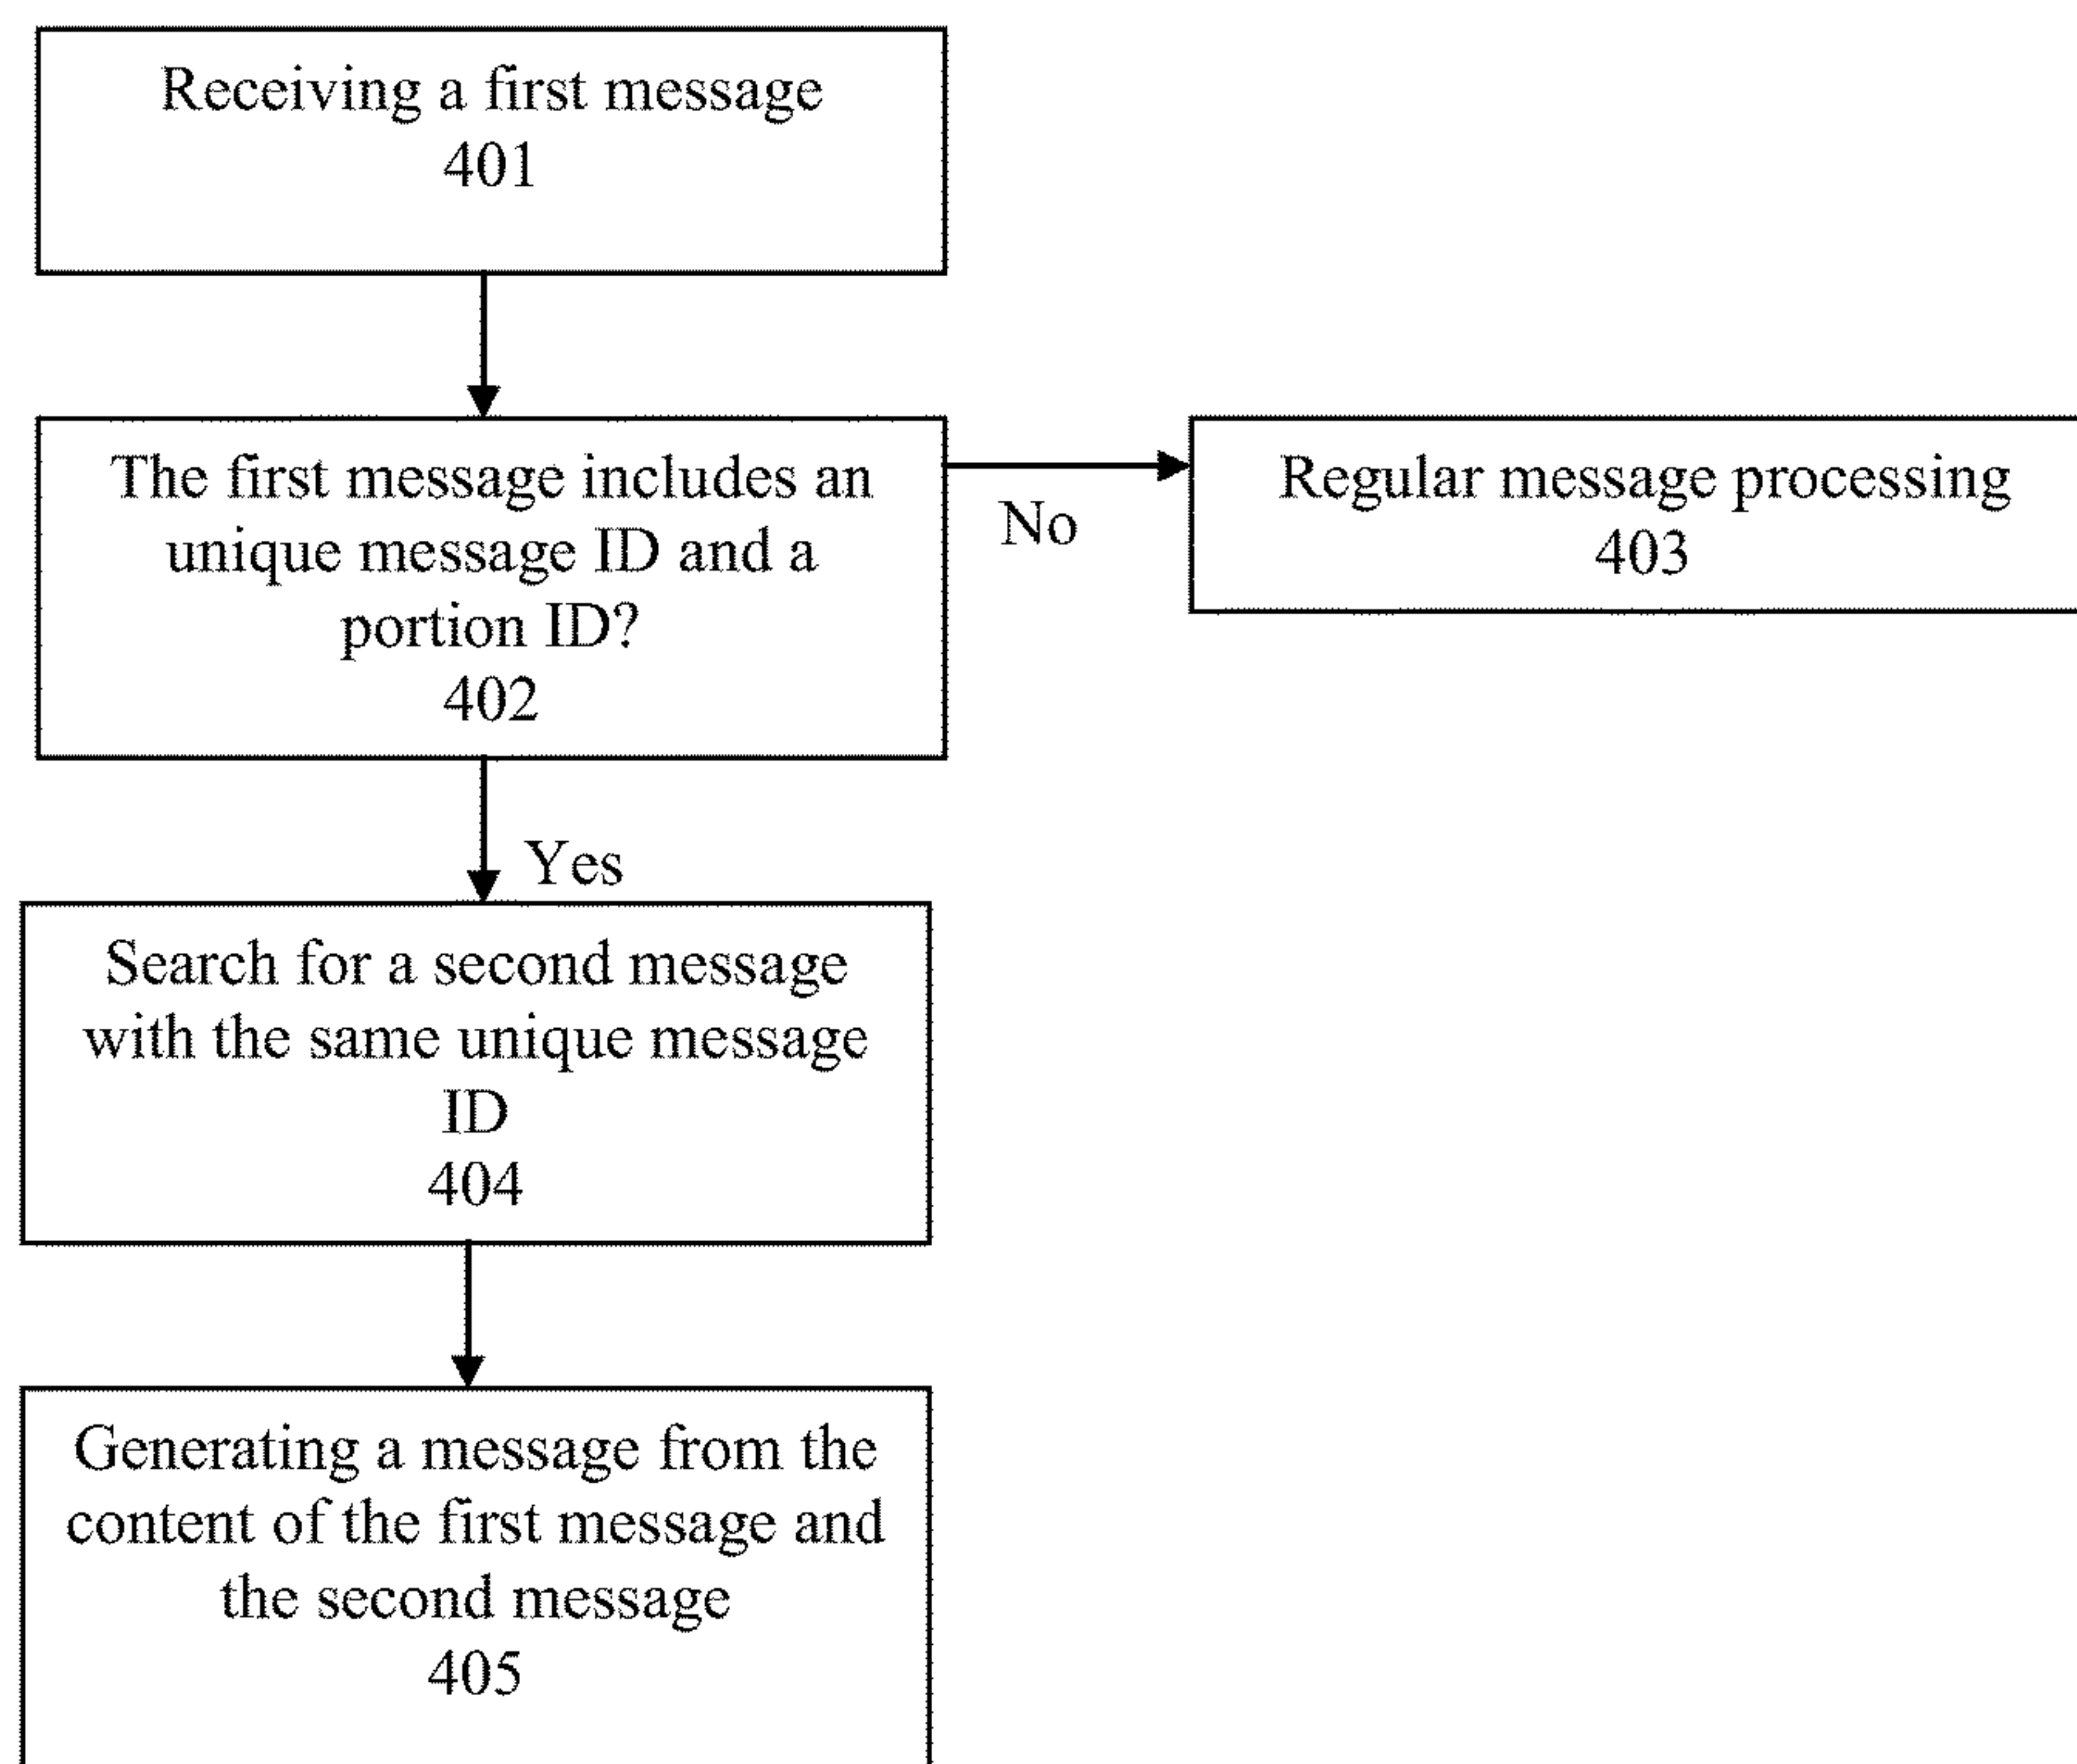 Receiving a first message
401
The first message includes an
unique message ID and a
portion ID?
402
No
Regular message processing
403
Yes
Search for a second message
with the same unique message
ID
404
Generating a message from the
content of the first message and
the second message
405